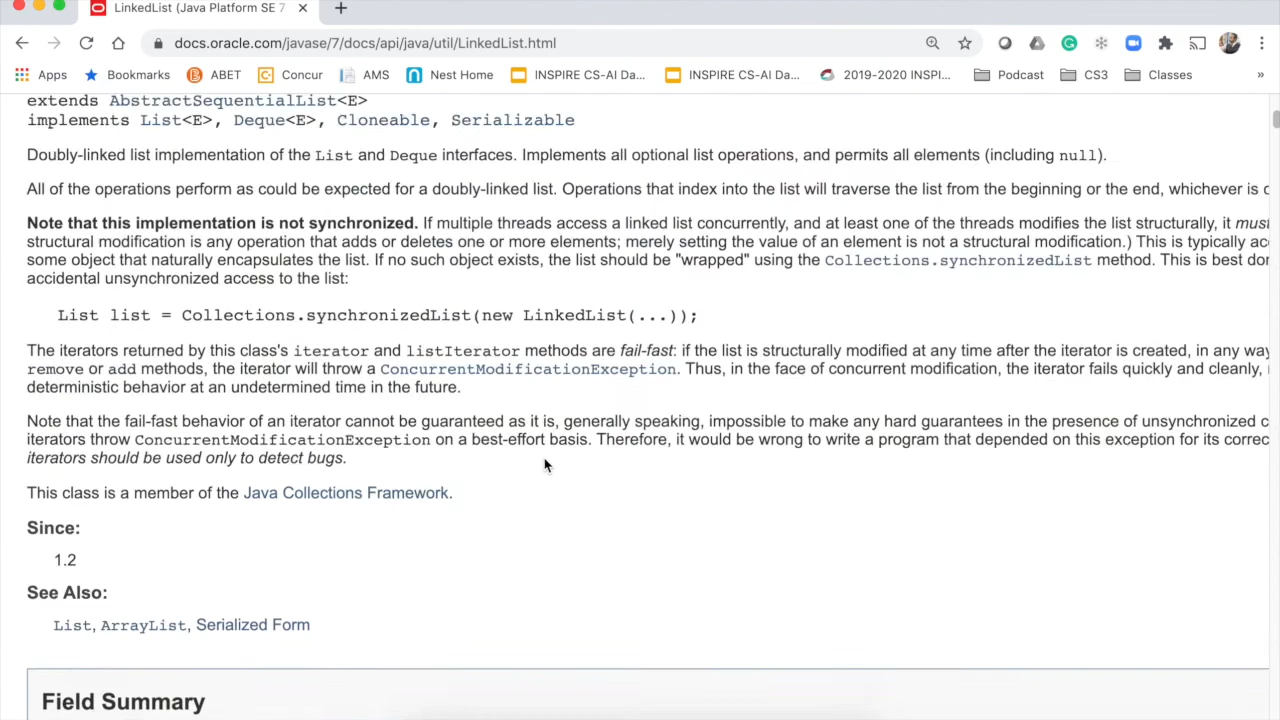 LinkedList (Java Platform SE 7
docs.oracle.com/javase/7/docs/api/java/util/LinkedList.html
Apps Bookmarks ABET Concur AMS Nest Home INSPIRE CS-AI Da... INSPIRE CS-AI Da... 2019-2020 INSPI... Podcast CS3 Classes »
extends AbstractSequentialList<E>
implements List<E>, Deque<E>, Cloneable, Serializable
Doubly-linked list implementation of the List and Deque interfaces. Implements all optional list operations, and permits all elements (including null).
All of the operations perform as could be expected for a doubly-linked list. Operations that index into the list will traverse the list from the beginning or the end, whichever is
Note that this implementation is not synchronized. If multiple threads access a linked list concurrently, and at least one of the threads modifies the list structurally, it must
structural modification is any operation that adds or deletes one or more elements; merely setting the value of an element is not a structural modification.) This is typically
some object that naturally encapsulates the list. If no such object exists, the list should be "wrapped" using the Collections.synchronizedList method. This is best
accidental unsynchronized access to the list:
List list = Collections.synchronizedList(new LinkedList(...));
The iterators returned by this class's iterator and listIterator methods are fail-fast: if the list is structurally modified at any time after the iterator is created, in any way
remove or add methods, the iterator will throw a ConcurrentModificationException. Thus, in the face of concurrent modification, the iterator fails quickly and cleanly,
deterministic behavior at an undetermined time in the future.
Note that the fail-fast behavior of an iterator cannot be guaranteed as it is, generally speaking, impossible to make any hard guarantees in the presence of unsynchronized
iterators throw ConcurrentModificationException on a best-effort basis. Therefore, it would be wrong to write a program that depended on this exception for its
iterators should be used only to detect bugs.
This class is a member of the Java Collections Framework.
Since:
1.2
See Also:
List, ArrayList, Serialized Form
Field Summary